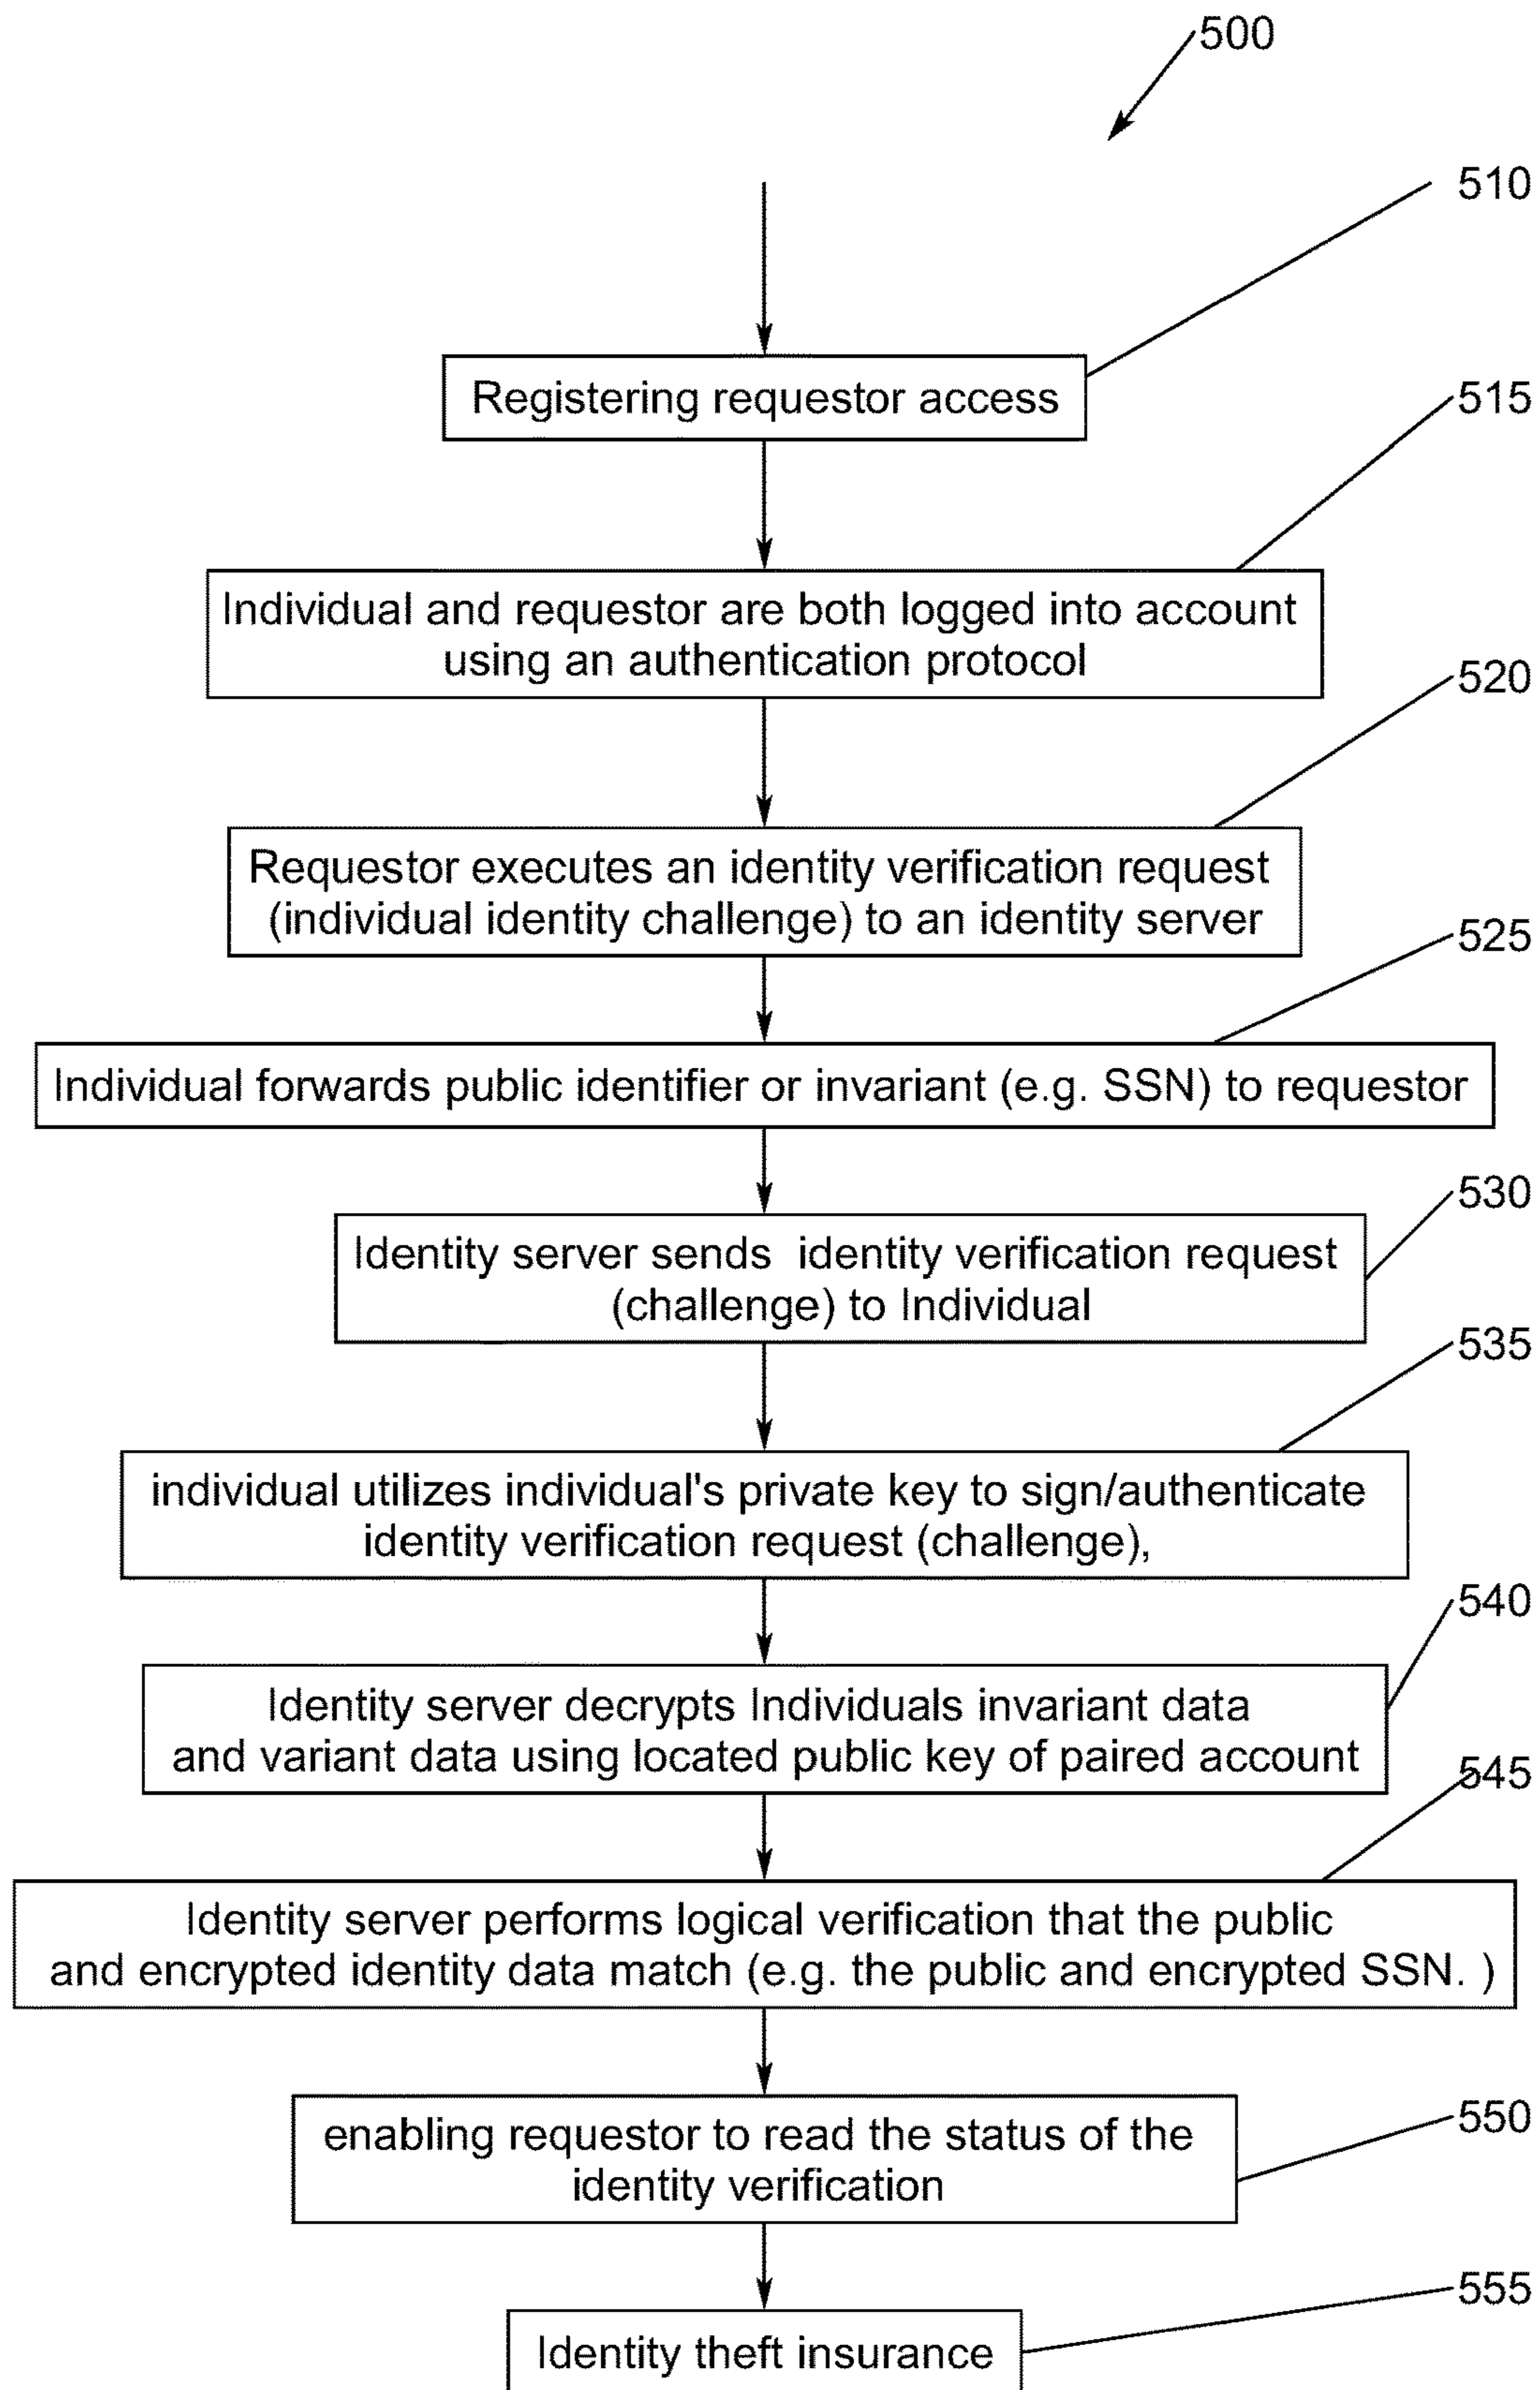 500
510
Registering requestor access
515
Individual and requestor are both logged into account
using an authentication protocol
520
Requestor executes an identity verification request
(individual identity challenge) to an identity server
525
Individual forwards public identifier or invariant (e.g. SSN) to requestor
530
Identity server sends identity verification request
(challenge) to Individual
535
individual utilizes individual's private key to sign/authenticate
identity verification request (challenge),
540
Identity server decrypts Individuals invariant data
and variant data using located public key of paired account
545
Identity server performs logical verification that the public
and encrypted identity data match (e.g. the public and encrypted SSN. )
550
enabling requestor to read the status of the
identity verification
555
Identity theft insurance